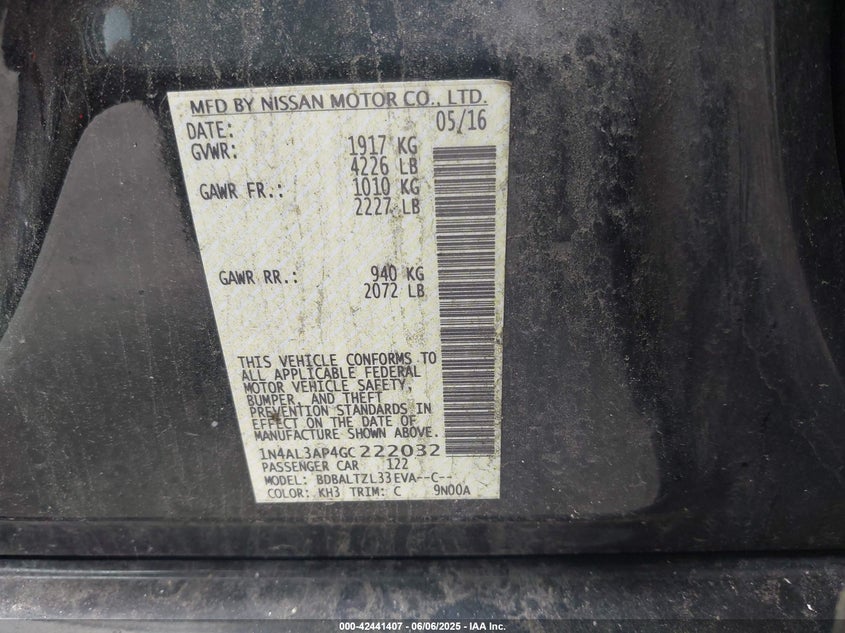 MFD BY NISSAN MOTOR CO., LTD.
DATE: 05/16
GVWR: 1917 KG
4226 LB
GAWR FR.: 1010 KG
2227 LB
GAWR RR.: 940 KG
2072 LB
THIS VEHICLE CONFORMS TO
ALL APPLICABLE FEDERAL
MOTOR VEHICLE SAFETY,
BUMPER, AND THEFT
PREVENTION STANDARDS IN
EFFECT ON THE DATE OF
MANUFACTURE SHOWN ABOVE.
1N4AL3AP4GC222032
PASSENGER CAR 122
MODEL: BDBALTZL33EVA--C--
COLOR: KH3 TRIM: C 9N00A
000-42441407 - 06/06/2025 - IAA Inc.